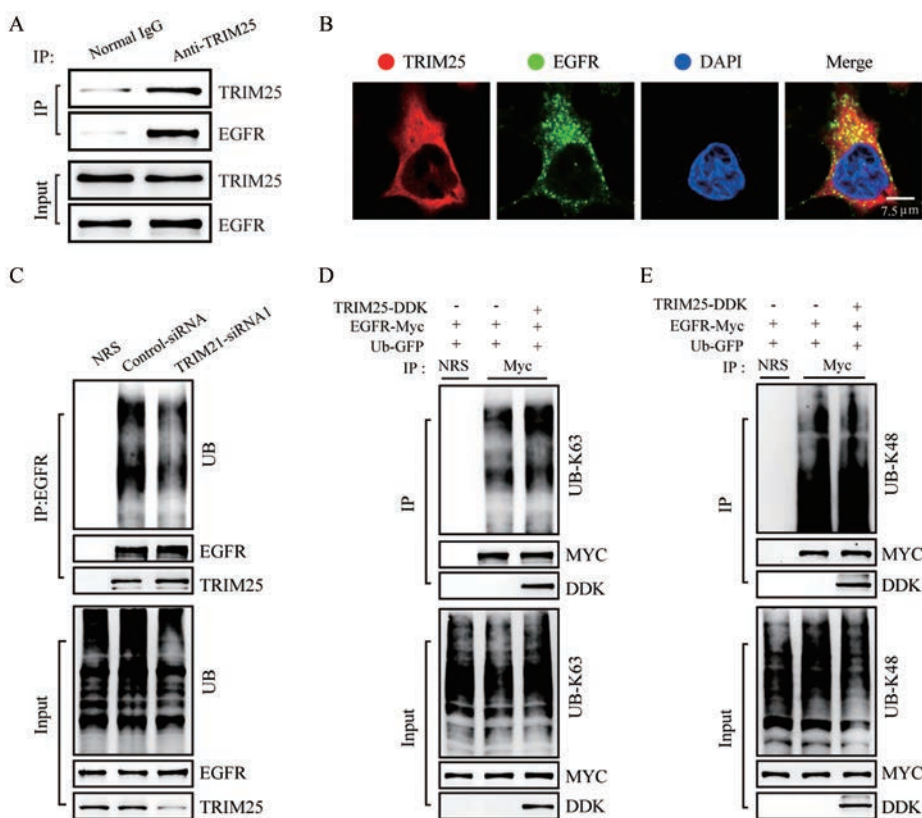 A
IP:
Normal IgG
Anti-TRIM25
IP
TRIM25
EGFR
Input
TRIM25
EGFR
B
TRIM25
EGFR
DAPI
Merge
7.5 μm
C
NRS
Control-siRNA
TRIM21-siRNA1
IP:EGFR
UB
EGFR
TRIM25
Input
UB
EGFR
TRIM25
D
TRIM25-DDK - - +
EGFR-Myc + + +
Ub-GFP + + +
IP : NRS Myc
IP
UB-K63
MYC
DDK
Input
UB-K63
MYC
DDK
E
TRIM25-DDK - - +
EGFR-Myc + + +
Ub-GFP + + +
IP : NRS Myc
IP
UB-K48
MYC
DDK
Input
UB-K48
MYC
DDK